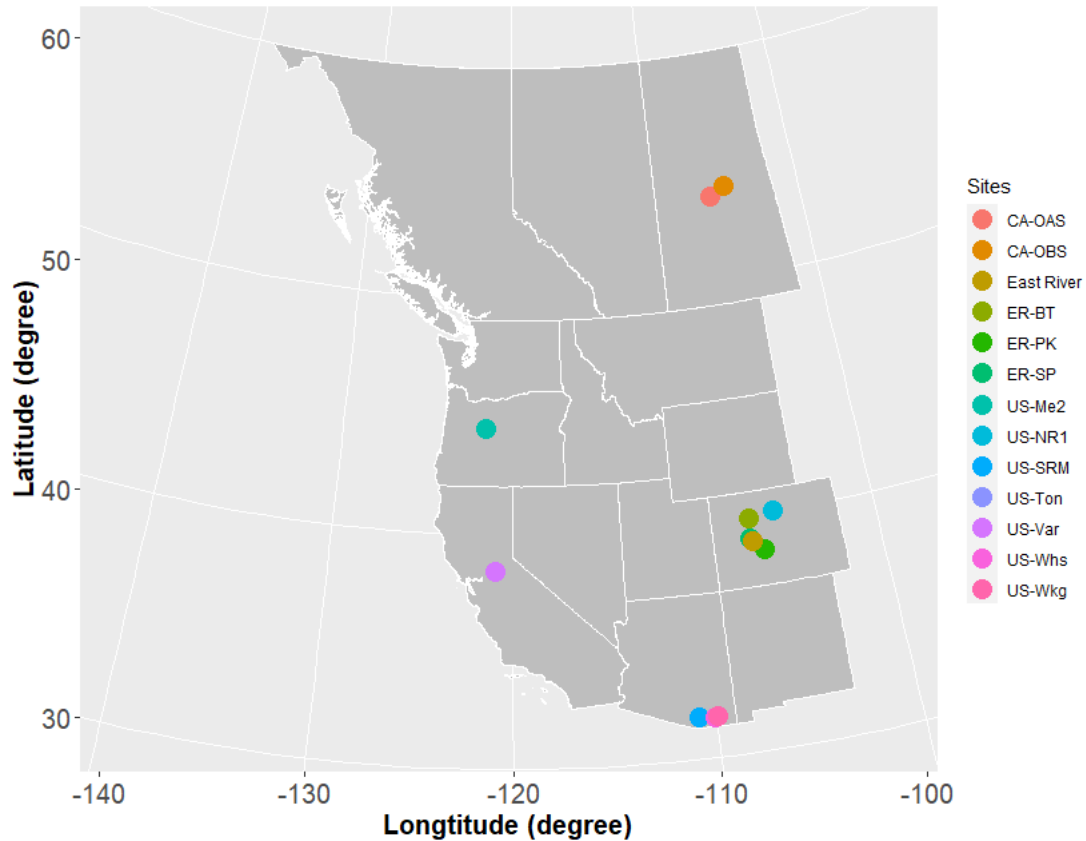 60
50
40
30
Latitude (degree)
-140
-130
-120
-110
-100
Longtitude (degree)
Sites
CA-OAS
CA-OBS
East River
ER-BT
ER-PK
ER-SP
US-Me2
US-NR1
US-SRM
US-Ton
US-Var
US-Whs
US-Wkg